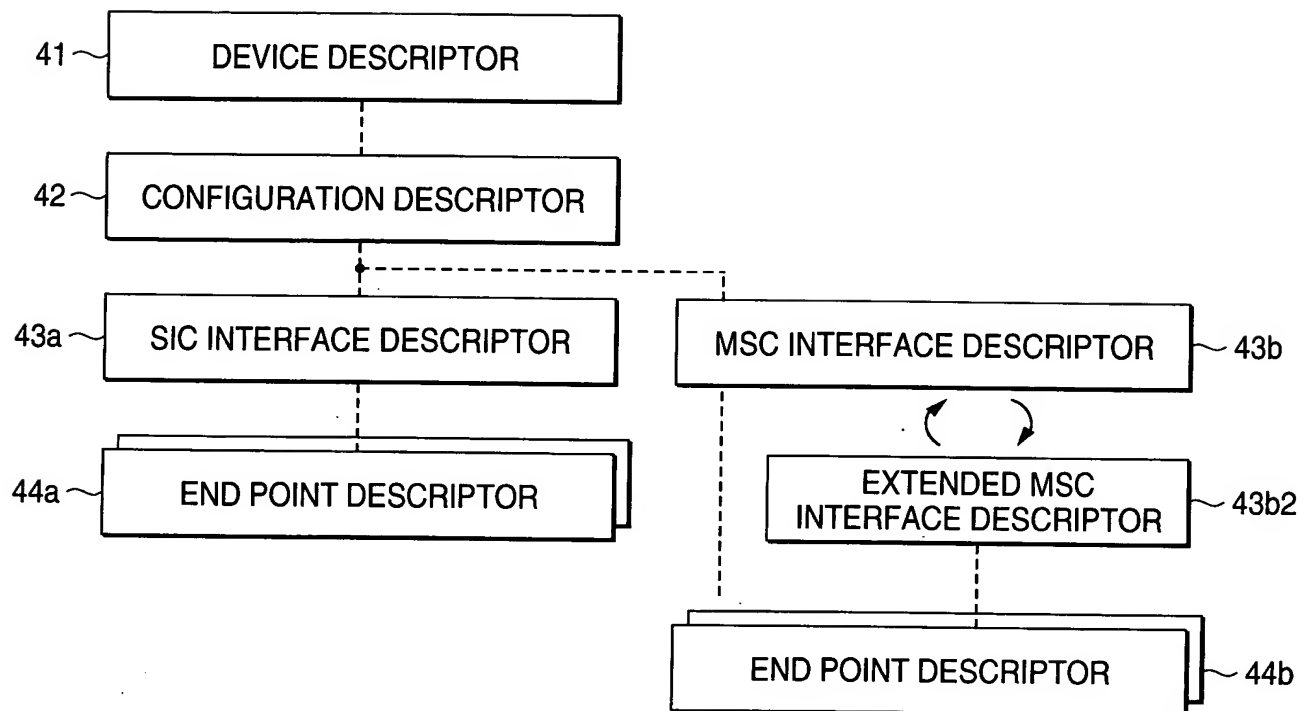 41
DEVICE DESCRIPTOR
42
CONFIGURATION DESCRIPTOR
43a
SIC INTERFACE DESCRIPTOR
MSC INTERFACE DESCRIPTOR
43b
44a
END POINT DESCRIPTOR
EXTENDED MSC
INTERFACE DESCRIPTOR
43b2
END POINT DESCRIPTOR
44b